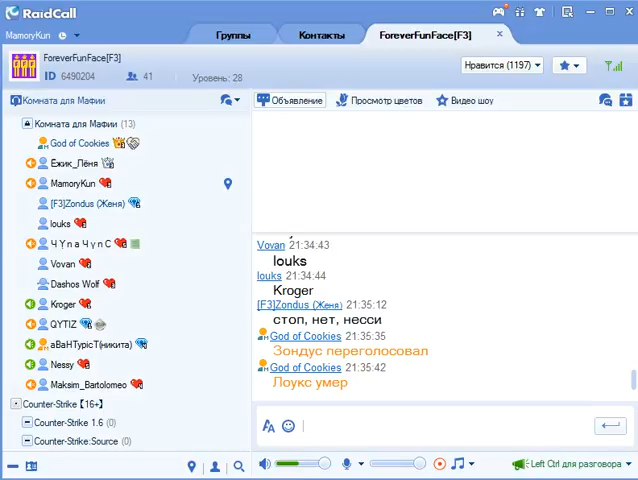 RaidCall
MamoryKun
Группы
Контакты
ForeverFunFace[F3]
ForeverFunFace[F3]
ID 6490204
41
Уровень: 28
Нравится (1197)
Комната для Мафии
Объявление
Просмотр цветов
Видео шоу
Комната для Мафии (13)
God of Cookies
Ёжик_Лёня
MamoryKun
[F3]Zondus (Женя)
louks
Ч Ү п а Ч ү п С
Vovan
Dashos Wolf
Kroger
QYTIZ
aBaHTypicT(никита)
Nessy
Maksim_Bartolomeo
Counter-Strike【16+】
Counter-Strike 1.6 (0)
Counter-Strike:Source (0)
Vovan 21:34:43
louks
louks 21:34:44
Kroger
[F3]Zondus (Женя) 21:35:12
стоп, нет, несси
God of Cookies 21:35:35
Зондус переголосовал
God of Cookies 21:35:42
Лоукс умер
Left Ctrl для разговора